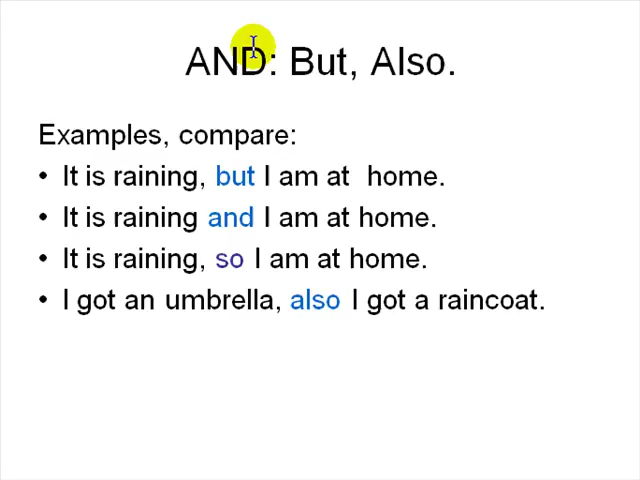 AND: But, Also.
Examples, compare:
• It is raining, but I am at  home.
• It is raining and I am at home.
• It is raining, so I am at home.
• I got an umbrella, also I got a raincoat.